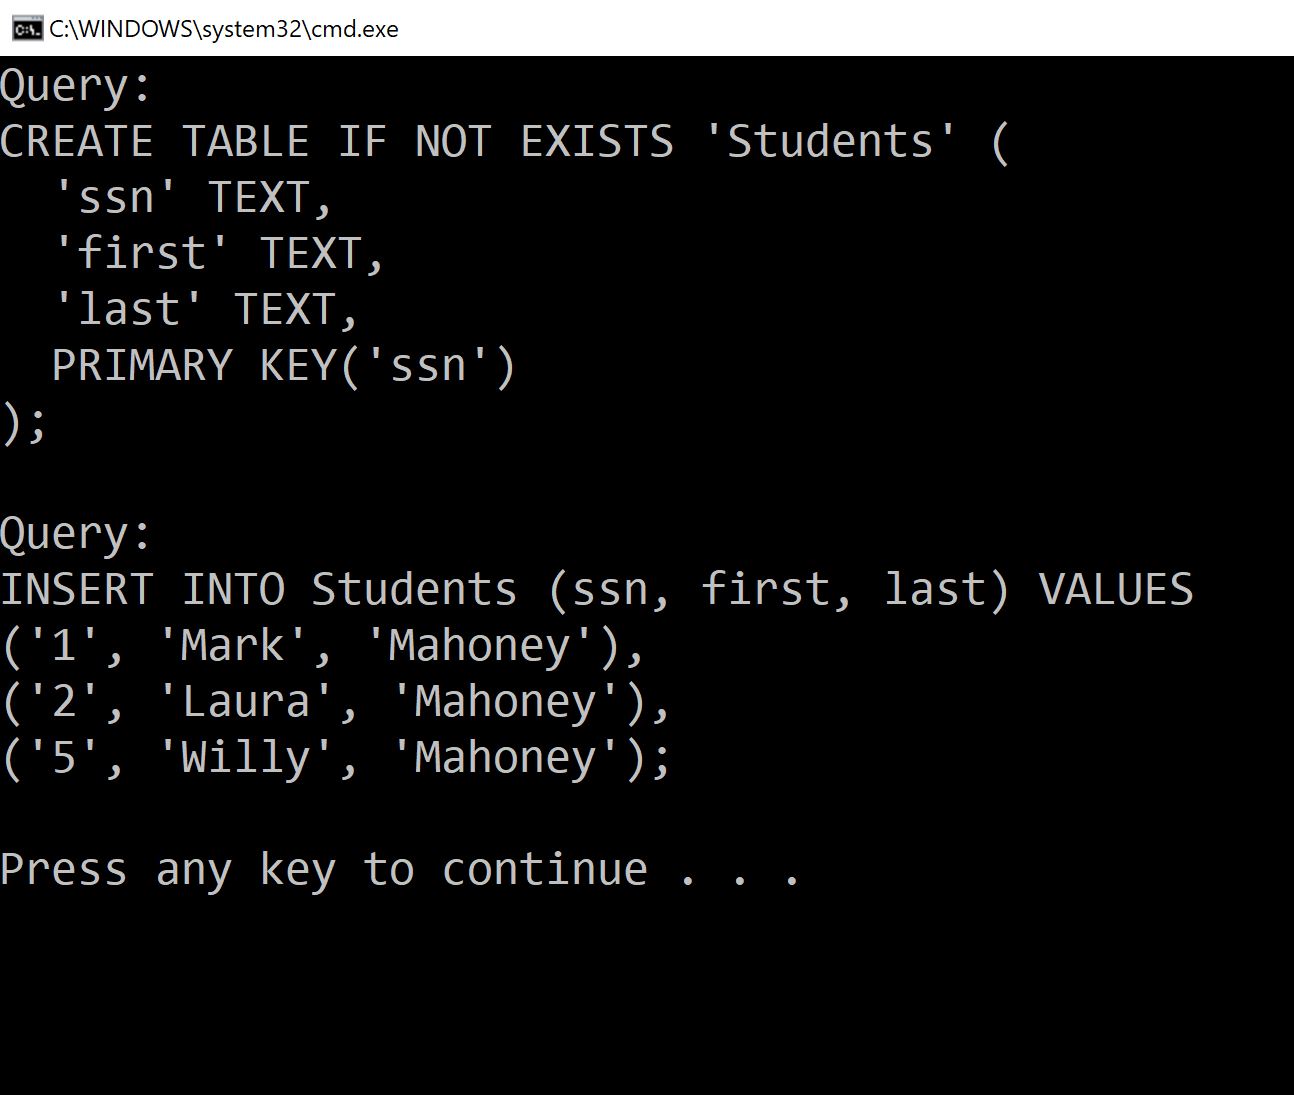 C:\WINDOWS\system32\cmd.exe
Query:
CREATE TABLE IF NOT EXISTS 'Students' (
  'ssn' TEXT,
  'first' TEXT,
  'last' TEXT,
  PRIMARY KEY('ssn')
);

Query:
INSERT INTO Students (ssn, first, last) VALUES
('1', 'Mark', 'Mahoney'),
('2', 'Laura', 'Mahoney'),
('5', 'Willy', 'Mahoney');

Press any key to continue . . .